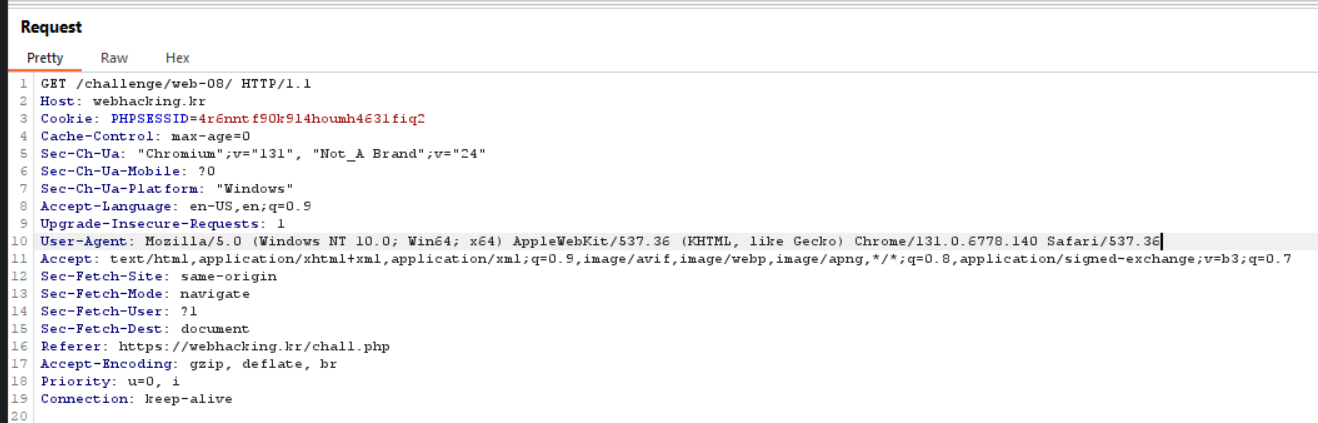 Request
Pretty Raw Hex
1 GET /challenge/web-08/ HTTP/1.1
2 Host: webhacking.kr
3 Cookie: PHPSESSID=4r6nntf90k914houmh4631fiq2
4 Cache-Control: max-age=0
5 Sec-Ch-Ua: "Chromium";v="131", "Not_A Brand";v="24"
6 Sec-Ch-Ua-Mobile: ?0
7 Sec-Ch-Ua-Platform: "Windows"
8 Accept-Language: en-US,en;q=0.9
9 Upgrade-Insecure-Requests: 1
10 User-Agent: Mozilla/5.0 (Windows NT 10.0; Win64; x64) AppleWebKit/537.36 (KHTML, like Gecko) Chrome/131.0.6778.140 Safari/537.36
11 Accept: text/html,application/xhtml+xml,application/xml;q=0.9,image/avif,image/webp,image/apng,*/*;q=0.8,application/signed-exchange;v=b3;q=0.7
12 Sec-Fetch-Site: same-origin
13 Sec-Fetch-Mode: navigate
14 Sec-Fetch-User: ?1
15 Sec-Fetch-Dest: document
16 Referer: https://webhacking.kr/chall.php
17 Accept-Encoding: gzip, deflate, br
18 Priority: u=0, i
19 Connection: keep-alive
20